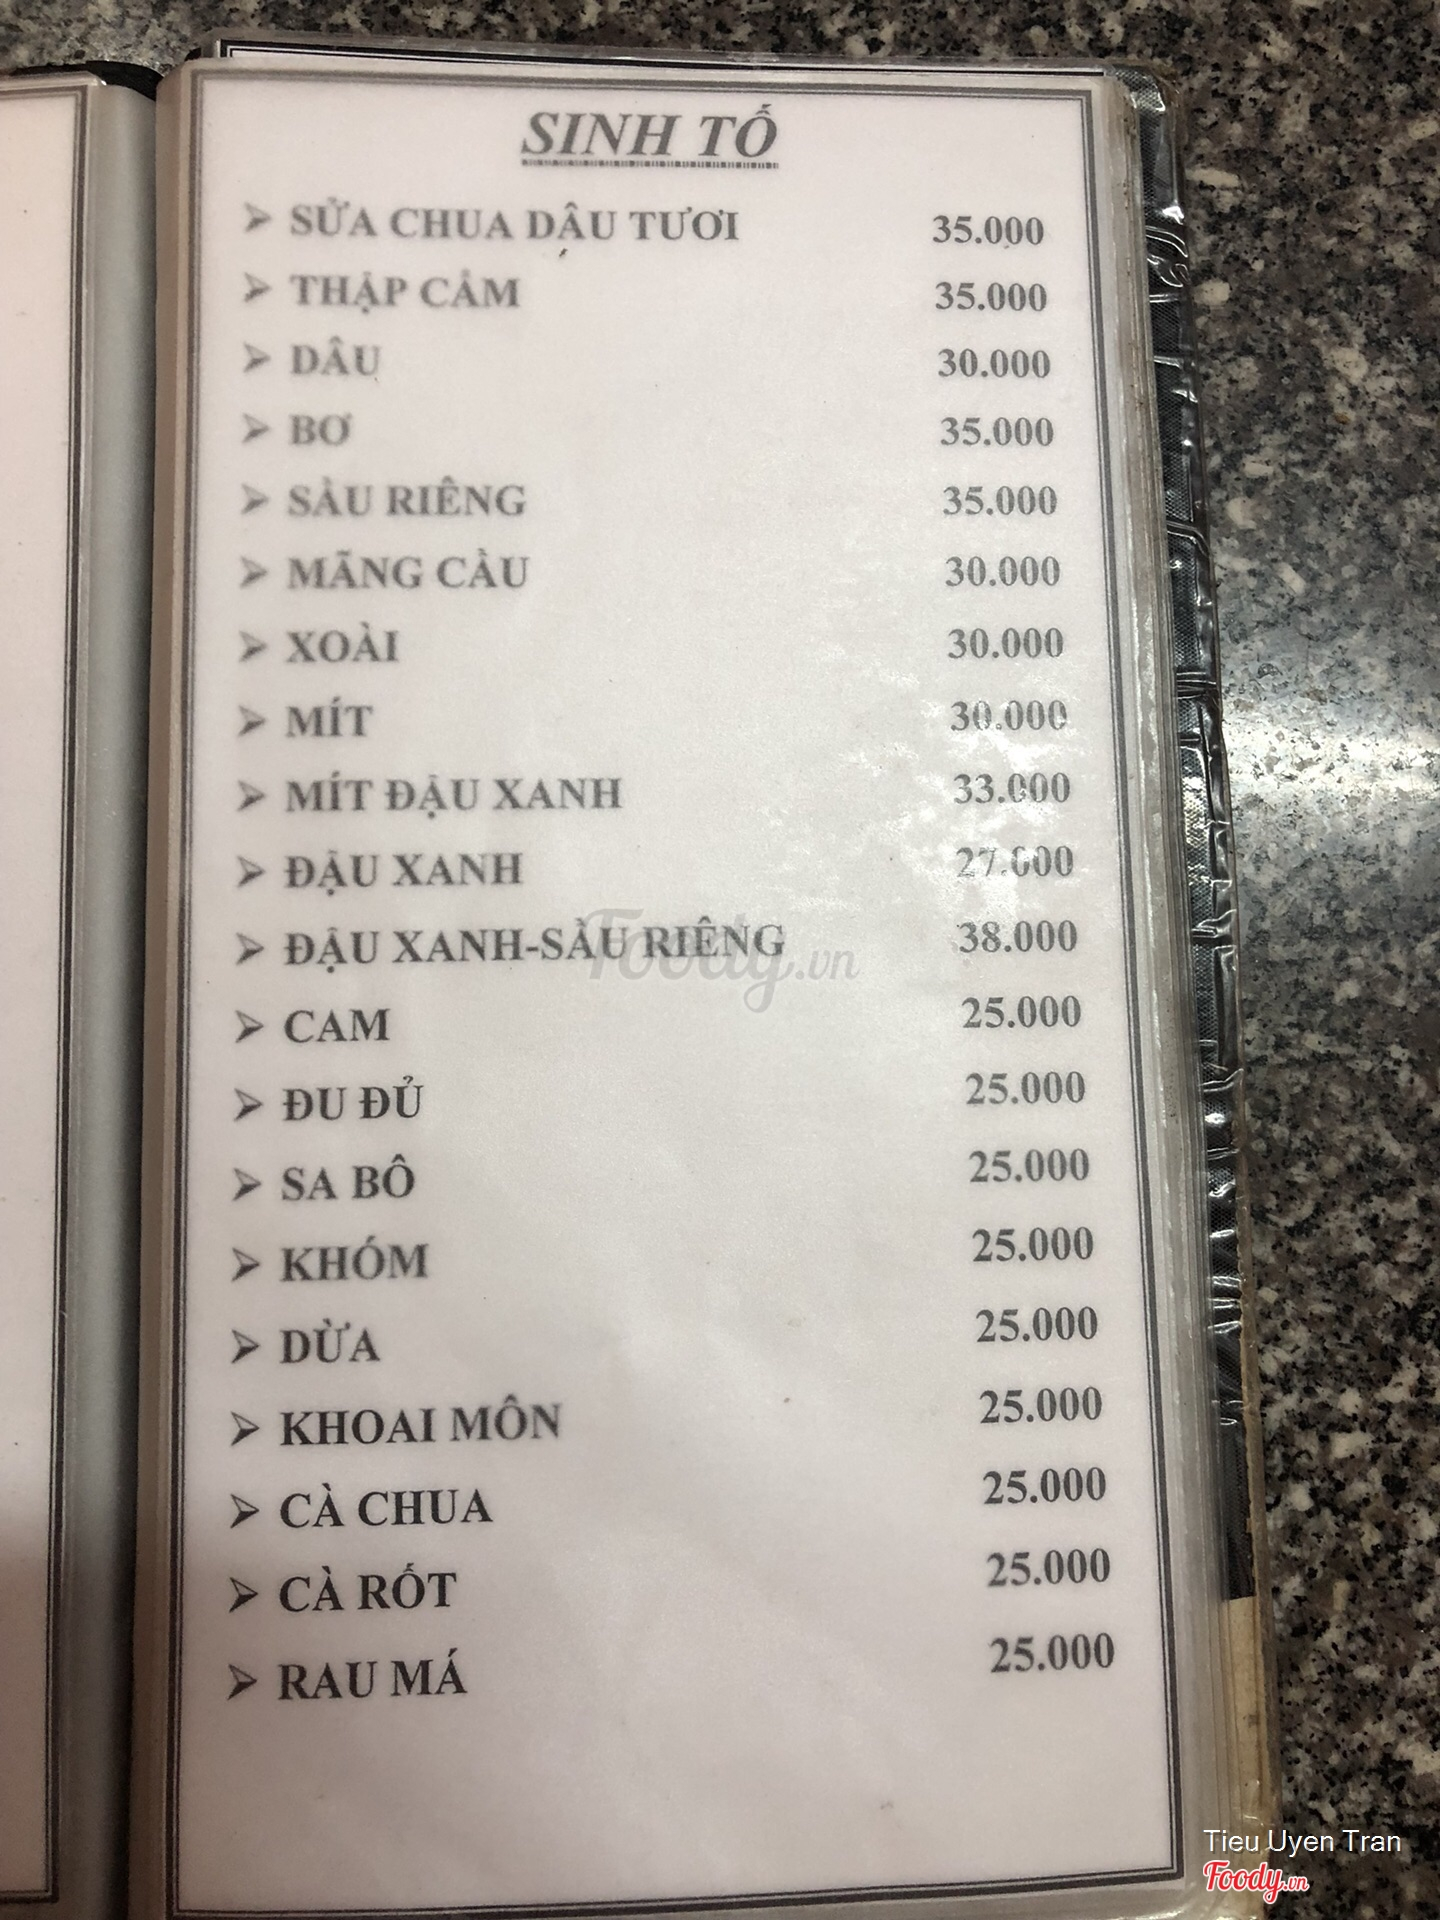 SINH TỐ
SỬA CHUA DÂU TƯƠI 35.000
THẬP CẨM 35.000
DÂU 30.000
BƠ 35.000
SẦU RIÊNG 35.000
MÃNG CẦU 30.000
XOÀI 30.000
MÍT 30.000
MÍT ĐẬU XANH 33.000
ĐẬU XANH 27.000
ĐẬU XANH-SẦU RIÊNG 38.000
Foody.vn
CAM 25.000
ĐU ĐỦ 25.000
SA BÔ 25.000
KHÓM 25.000
DỪA 25.000
KHOAI MÔN 25.000
CÀ CHUA 25.000
CÀ RỐT 25.000
RAU MÁ 25.000
Tieu Uyen Tran
Foody.vn